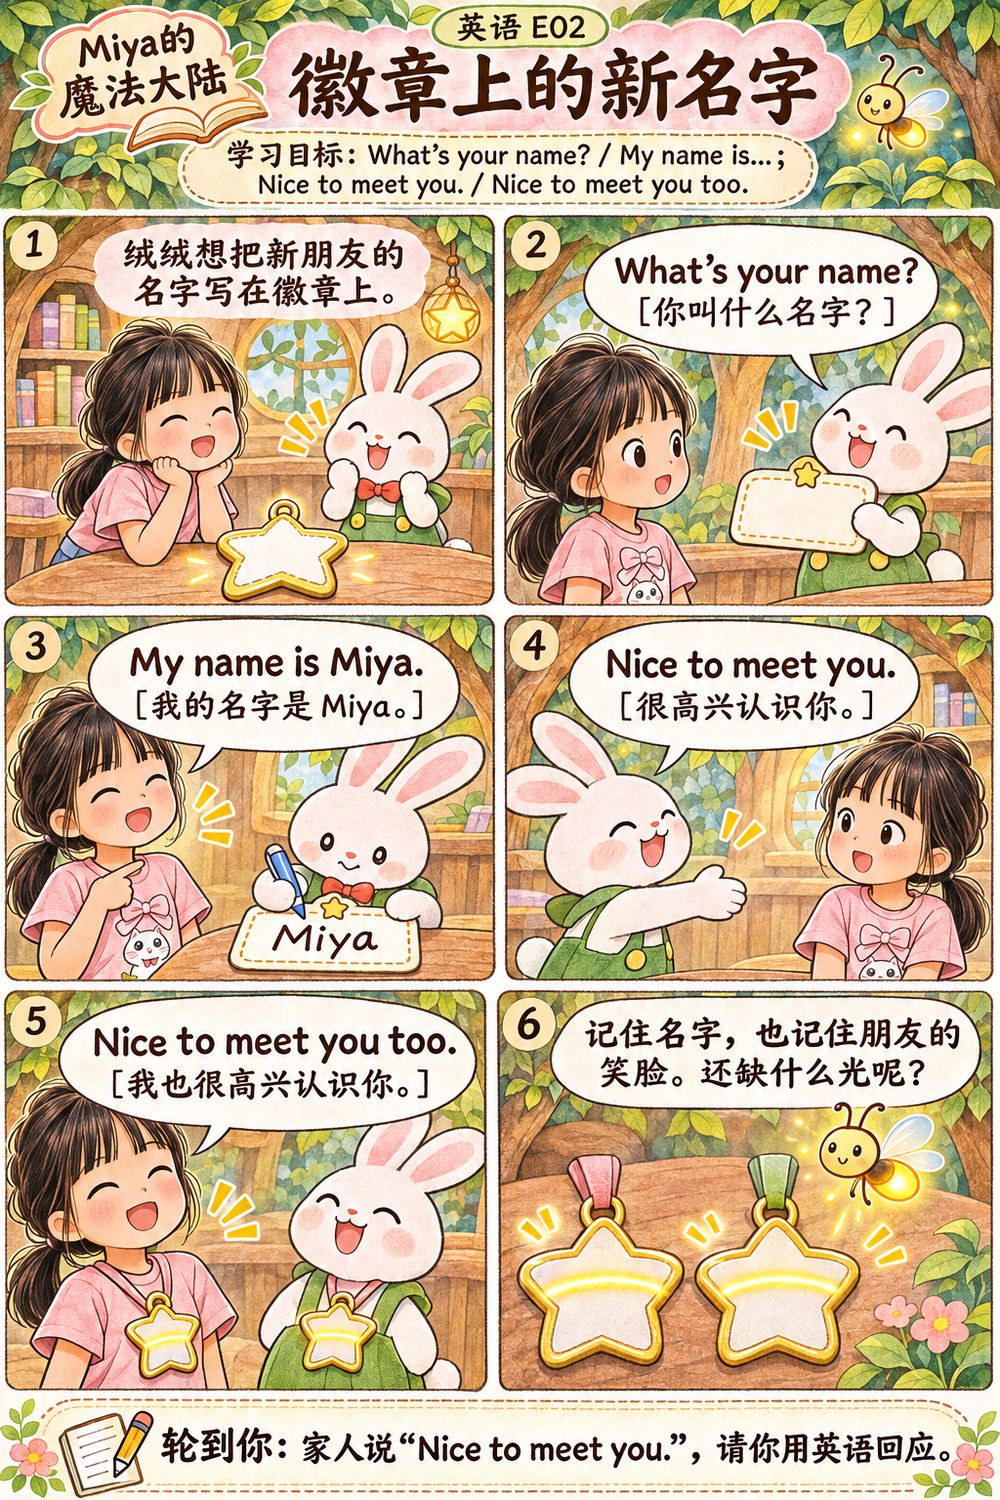 Miya的
魔法大陆
英语 E02
徽章上的新名字
学习目标：What's your name? / My name is...；
Nice to meet you. / Nice to meet you too.
1
绒绒想把新朋友的
名字写在徽章上。
2
What's your name?
[你叫什么名字？]
3
My name is Miya.
[我的名字是 Miya。]
Miya
4
Nice to meet you.
[很高兴认识你。]
5
Nice to meet you too.
[我也很高兴认识你。]
6
记住名字，也记住朋友的
笑脸。还缺什么光呢？
轮到你：家人说“Nice to meet you.”，请你用英语回应。